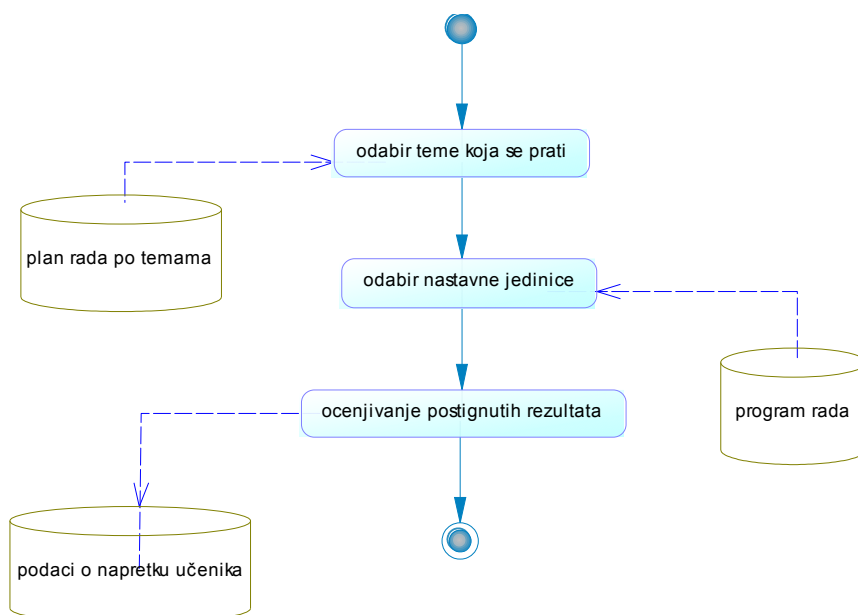 odabir teme koja se prati
plan rada po temama
odabir nastavne jedinice
ocenjivanje postignutih rezultata
program rada
podaci o napretku učenika